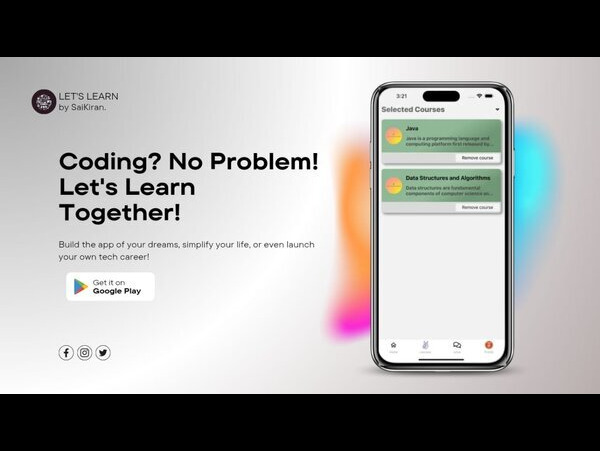 LET'S LEARN
by SaiKiran.
Coding? No Problem!
Let's Learn
Together!
Build the app of your dreams, simplify your life, or even launch
your own tech career!
Get it on
Google Play
3:21
Selected Courses
Java
Java is a programming language and
computing platform first released by...
Remove course
Data Structures and Algorithms
Data structures are fundamental
components of computer science an...
Remove course